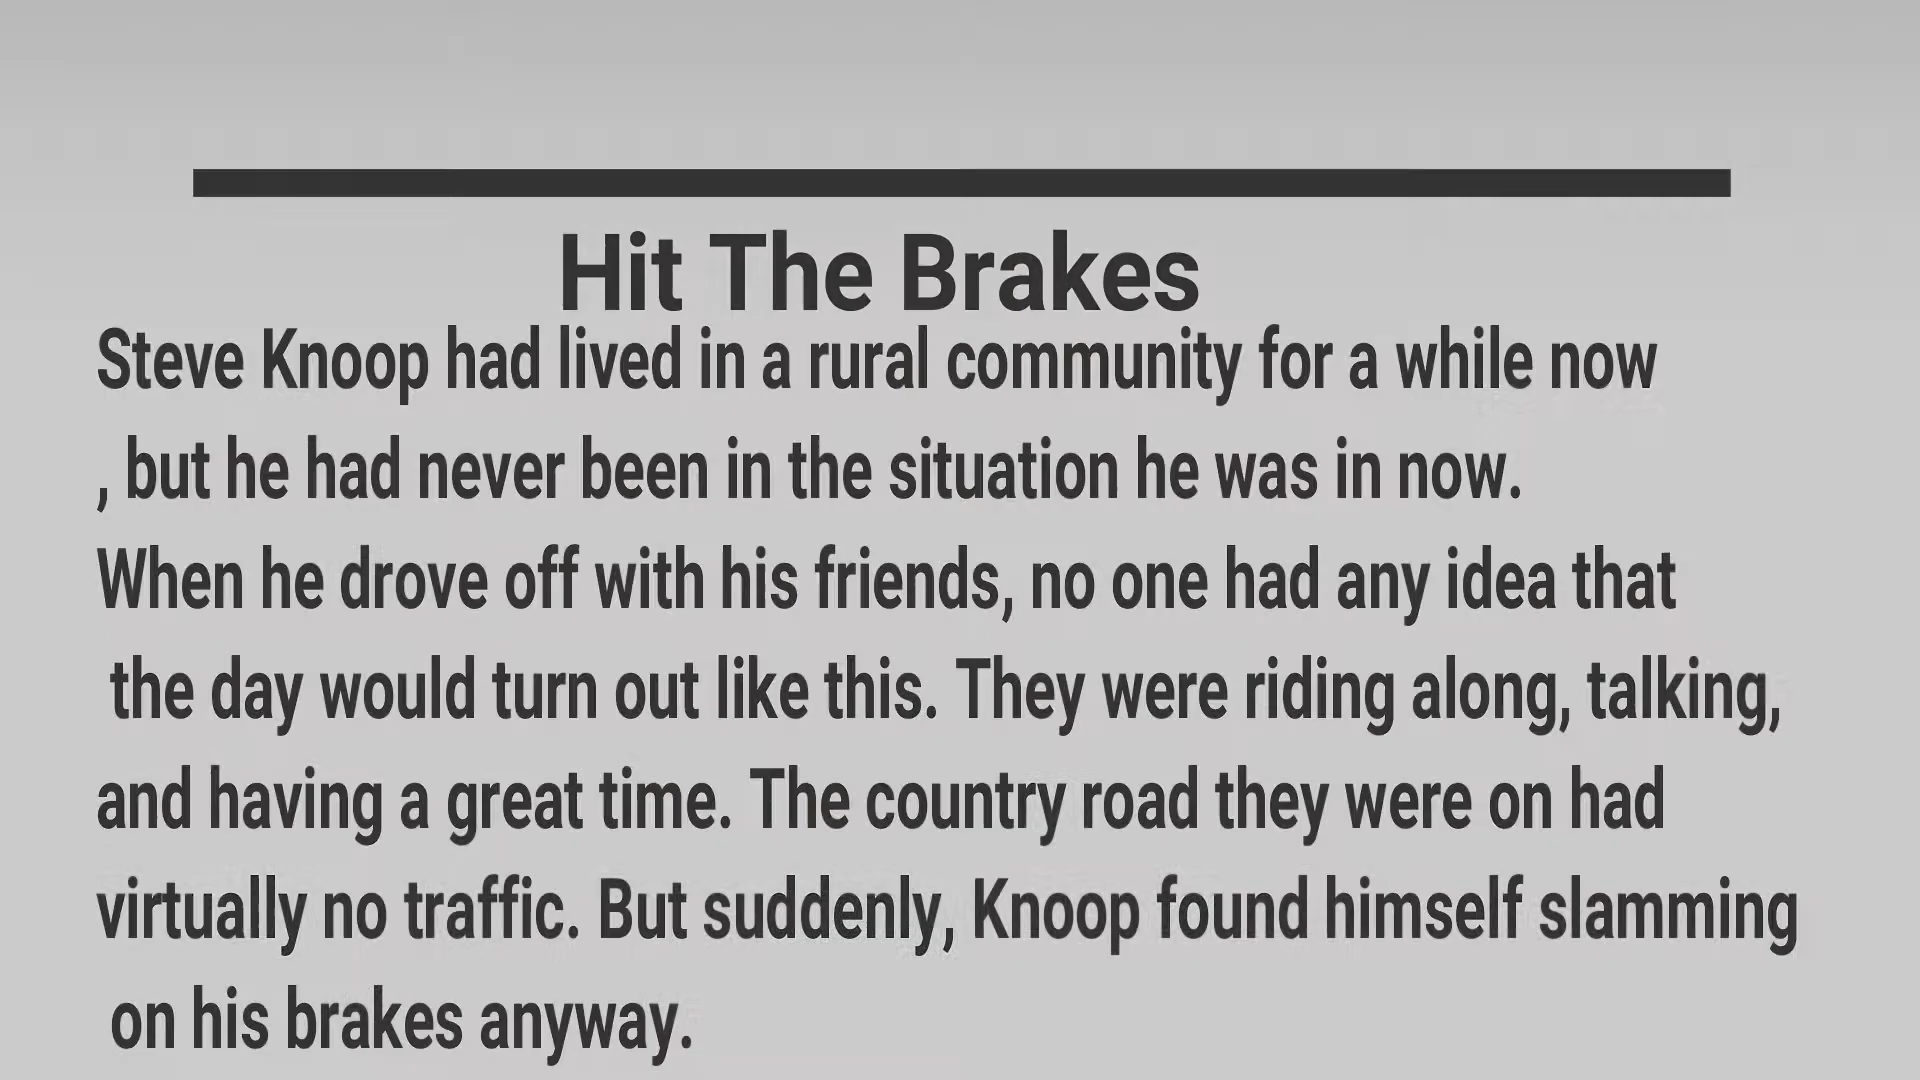 Hit The Brakes
Steve Knoop had lived in a rural community for a while now
, but he had never been in the situation he was in now.
When he drove off with his friends, no one had any idea that
the day would turn out like this. They were riding along, talking,
and having a great time. The country road they were on had
virtually no traffic. But suddenly, Knoop found himself slamming
on his brakes anyway.